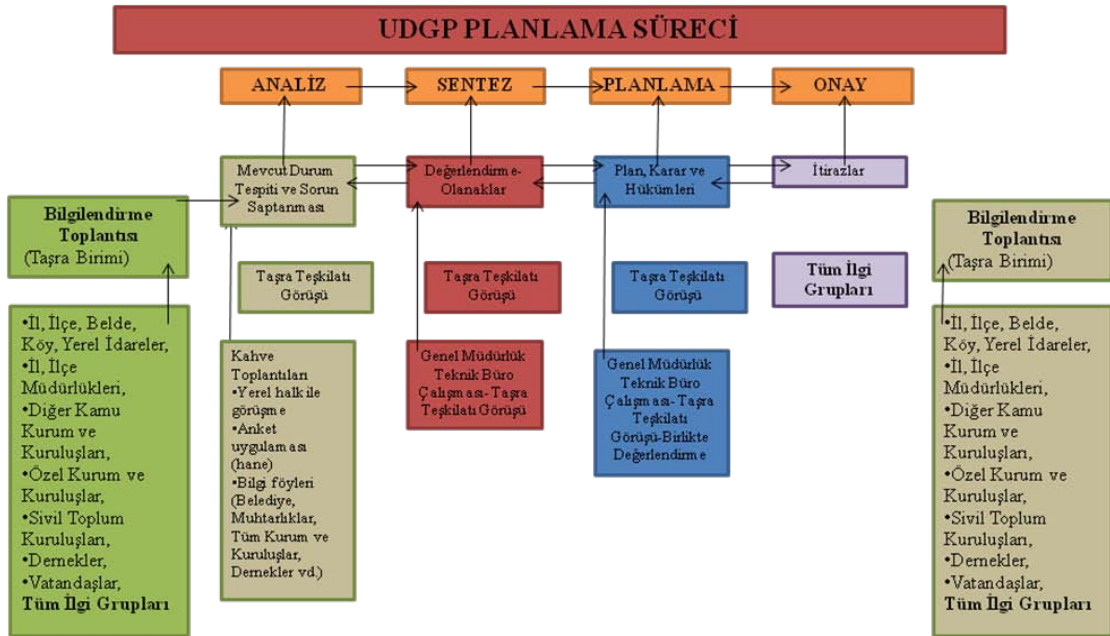 UDGP PLANLAMA SÜRECİ
ANALİZ
SENTEZ
PLANLAMA
ONAY
Mevcut Durum
Tespiti ve Sorun
Saptanması
Değerlendirme-
Olanaklar
Plan, Karar ve
Hükümleri
İtirazlar
Bilgilendirme
Toplantısı
(Taşra Birimi)
Taşra Teşkilatı
Görüşü
Taşra Teşkilatı
Görüşü
Taşra Teşkilatı
Görüşü
Tüm İlgi
Grupları
Bilgilendirme
Toplantısı
(Taşra Birimi)
•İl, İlçe, Belde,
Köy, Yerel İdareler,
•İl, İlçe
Müdürlükleri,
•Diğer Kamu
Kurum ve
Kuruluşları,
•Özel Kurum ve
Kuruluşlar,
•Sivil Toplum
Kuruluşları,
•Dernekler,
•Vatandaşlar,
Tüm İlgi Grupları
Kahve
Toplantıları
•Yerel halk ile
görüşme
•Anket
uygulaması
(hane)
•Bilgi föyleri
(Belediye,
Muhtarlıklar,
Tüm Kurum ve
Kuruluşlar,
Dernekler vd.)
Genel Müdürlük
Teknik Büro
Çalışması- Taşra
Teşkilatı Görüşü
Genel Müdürlük
Teknik Büro
Çalışması- Taşra
Teşkilatı
Görüşü-Birlikte
Değerlendirme
•İl, İlçe, Belde,
Köy, Yerel İdareler,
•İl, İlçe
Müdürlükleri,
•Diğer Kamu
Kurum ve
Kuruluşları,
•Özel Kurum ve
Kuruluşlar,
•Sivil Toplum
Kuruluşları,
•Dernekler,
•Vatandaşlar,
Tüm İlgi Grupları